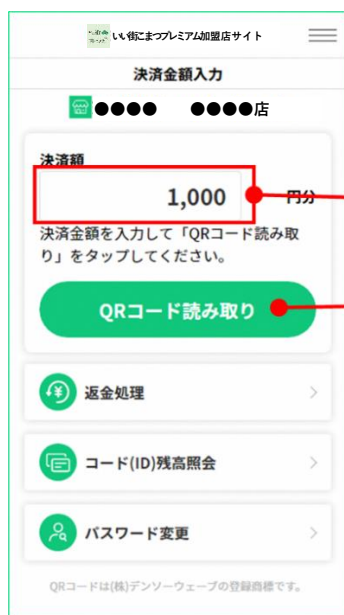 いい街こまつプレミアム加盟店サイト
決済金額入力
●●●● ●●●●店
決済額
1,000 円分
決済金額を入力して「QRコード読み取
り」をタップしてください。
QRコード読み取り
返金処理
コード(ID)残高照会
パスワード変更
QRコードは(株)デンソーウェーブの登録商標です。